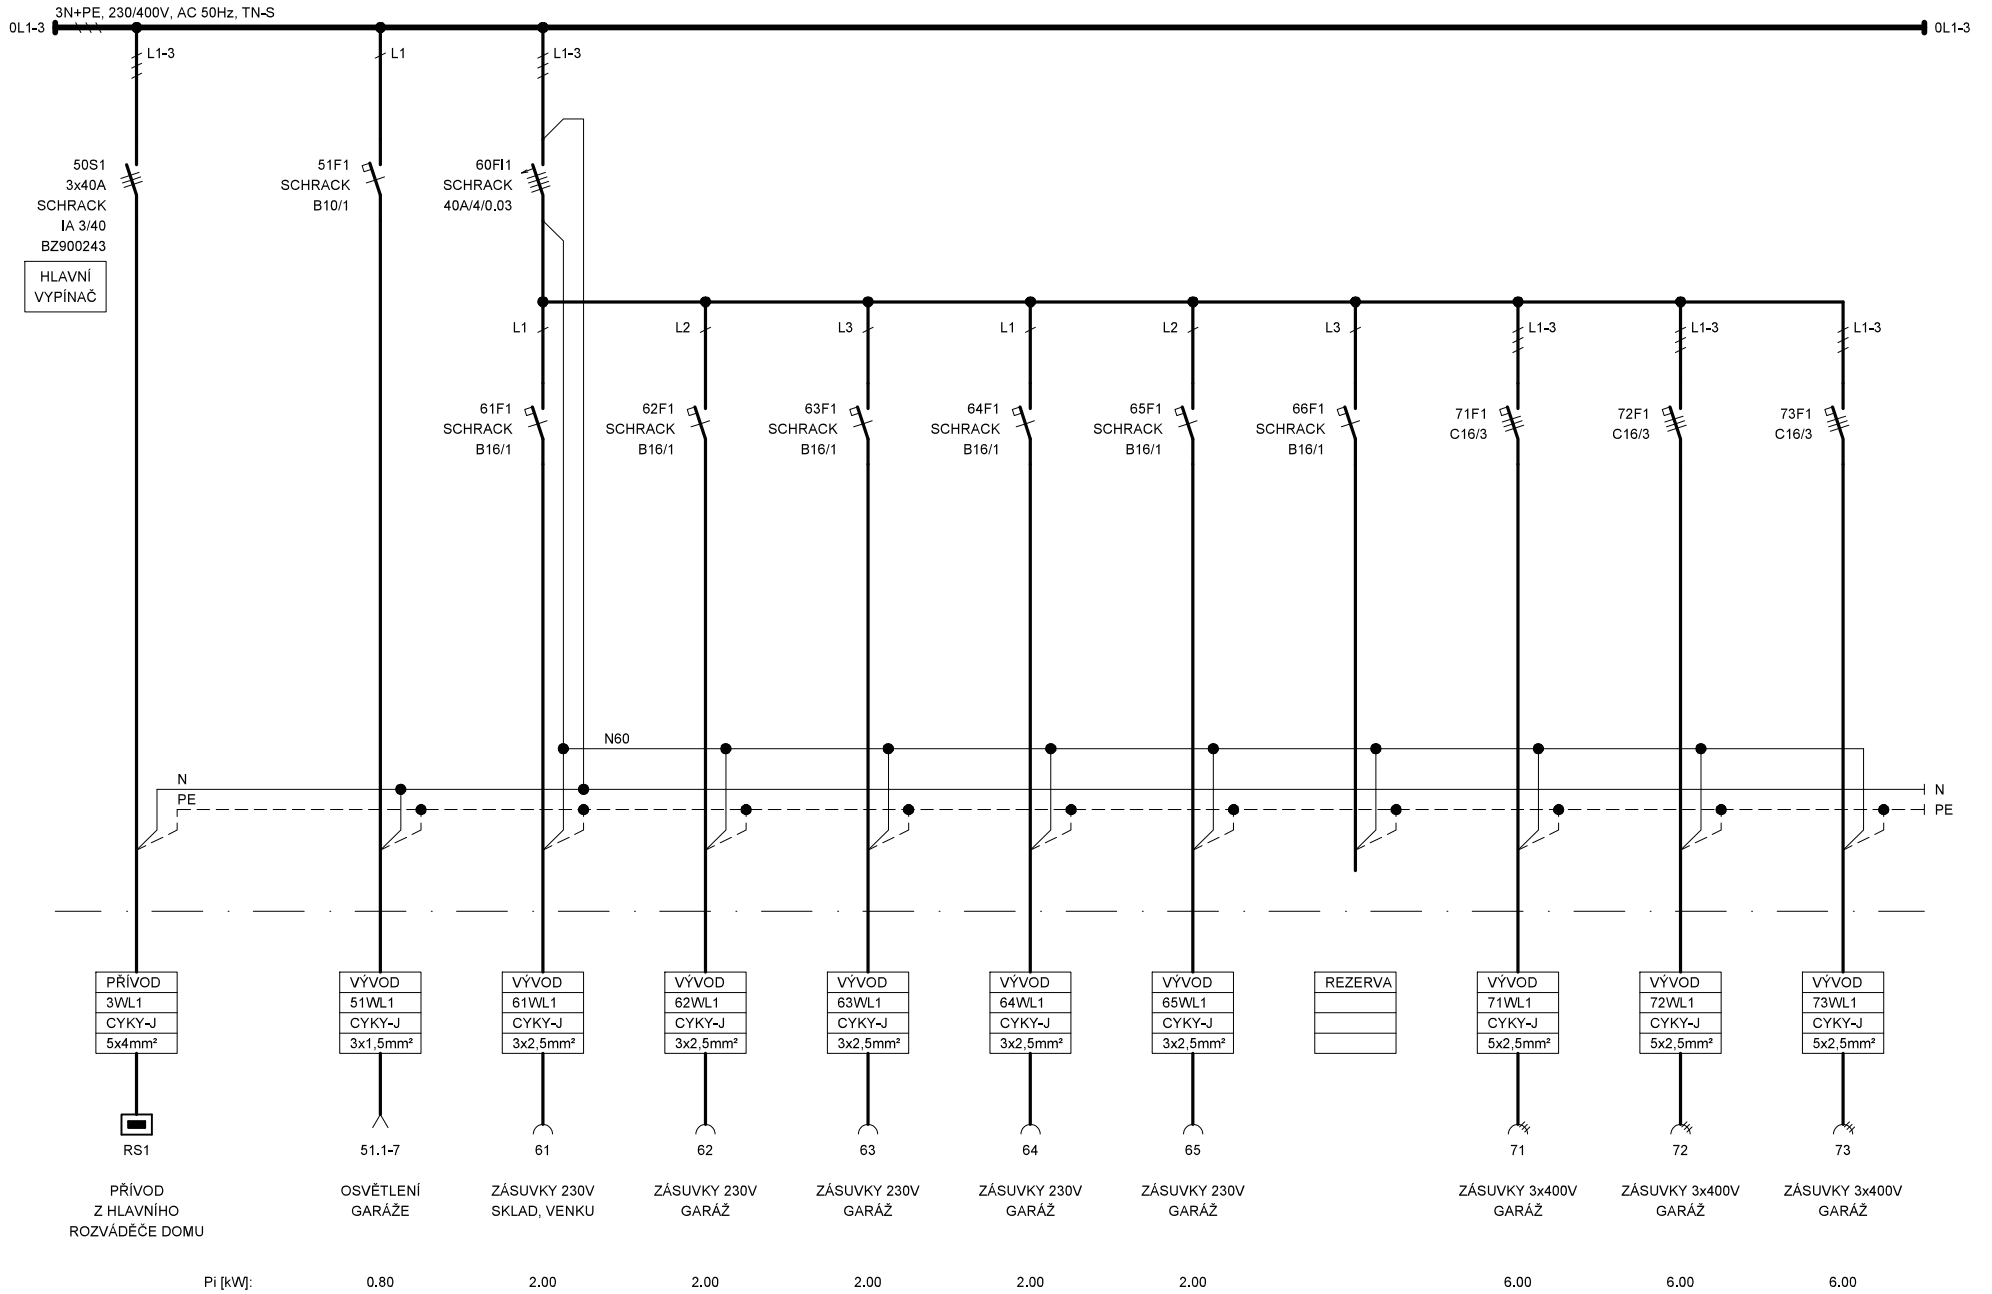 3N+PE, 230/400V, AC 50Hz, TN-S
0L1-3
0L1-3
L1-3
L1
L1-3
50S1
3x40A
SCHRACK
IA 3/40
BZ900243
HLAVNÍ
VYPÍNAČ
51F1
SCHRACK
B10/1
60FI1
SCHRACK
40A/4/0.03
L1
L2
L3
L1
L2
L3
L1-3
L1-3
L1-3
61F1
SCHRACK
B16/1
62F1
SCHRACK
B16/1
63F1
SCHRACK
B16/1
64F1
SCHRACK
B16/1
65F1
SCHRACK
B16/1
66F1
SCHRACK
B16/1
71F1
C16/3
72F1
C16/3
73F1
C16/3
N60
N
PE
N
PE
PŘÍVOD
3WL1
CYKY-J
5x4mm²
VÝVOD
51WL1
CYKY-J
3x1,5mm²
VÝVOD
61WL1
CYKY-J
3x2,5mm²
VÝVOD
62WL1
CYKY-J
3x2,5mm²
VÝVOD
63WL1
CYKY-J
3x2,5mm²
VÝVOD
64WL1
CYKY-J
3x2,5mm²
VÝVOD
65WL1
CYKY-J
3x2,5mm²
REZERVA
VÝVOD
71WL1
CYKY-J
5x2,5mm²
VÝVOD
72WL1
CYKY-J
5x2,5mm²
VÝVOD
73WL1
CYKY-J
5x2,5mm²
RS1
PŘÍVOD
Z HLAVNÍHO
ROZVÁDĚČE DOMU
51.1-7
OSVĚTLENÍ
GARÁŽE
61
ZÁSUVKY 230V
SKLAD, VENKU
62
ZÁSUVKY 230V
GARÁŽ
63
ZÁSUVKY 230V
GARÁŽ
64
ZÁSUVKY 230V
GARÁŽ
65
ZÁSUVKY 230V
GARÁŽ
71
ZÁSUVKY 3x400V
GARÁŽ
72
ZÁSUVKY 3x400V
GARÁŽ
73
ZÁSUVKY 3x400V
GARÁŽ
Pi [kW]: 0.80 2.00 2.00 2.00 2.00 2.00 6.00 6.00 6.00